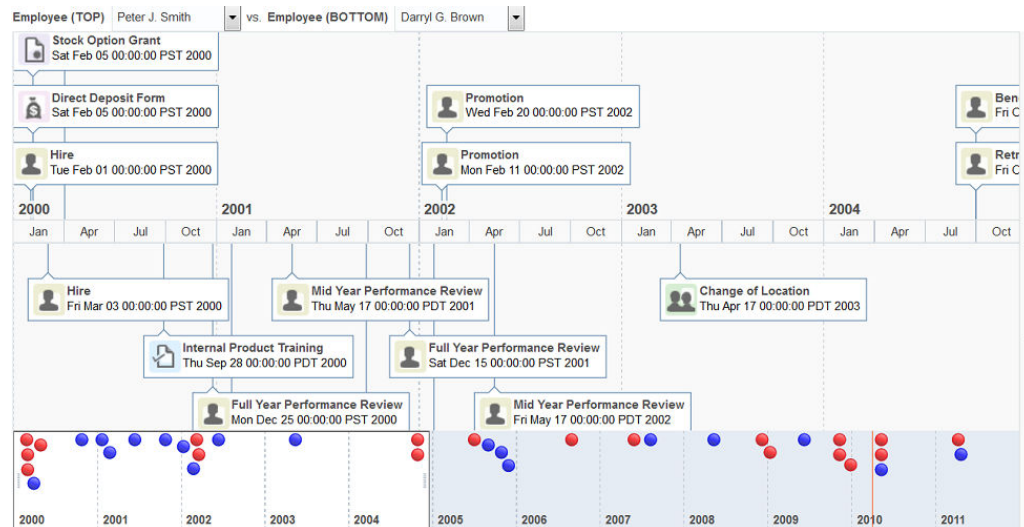 Employee (TOP) Peter J. Smith vs. Employee (BOTTOM) Darryl G. Brown
Stock Option Grant
Sat Feb 05 00:00:00 PST 2000
Direct Deposit Form
Sat Feb 05 00:00:00 PST 2000
Promotion
Wed Feb 20 00:00:00 PST 2002
Ben
Fri
Hire
Tue Feb 01 00:00:00 PST 2000
Promotion
Mon Feb 11 00:00:00 PST 2002
Retr
Fri
2000 2001 2002 2003 2004
Jan Apr Jul Oct Jan Apr Jul Oct Jan Apr Jul Oct Jan Apr Jul Oct Jan Apr Jul Oct
Hire
Fri Mar 03 00:00:00 PST 2000
Mid Year Performance Review
Thu May 17 00:00:00 PDT 2001
Change of Location
Thu Apr 17 00:00:00 PDT 2003
Internal Product Training
Thu Sep 28 00:00:00 PDT 2000
Full Year Performance Review
Sat Dec 15 00:00:00 PST 2001
Full Year Performance Review
Mon Dec 25 00:00:00 PST 2000
Mid Year Performance Review
Fri May 17 00:00:00 PDT 2002
2000 2001 2002 2003 2004 2005 2006 2007 2008 2009 2010 2011